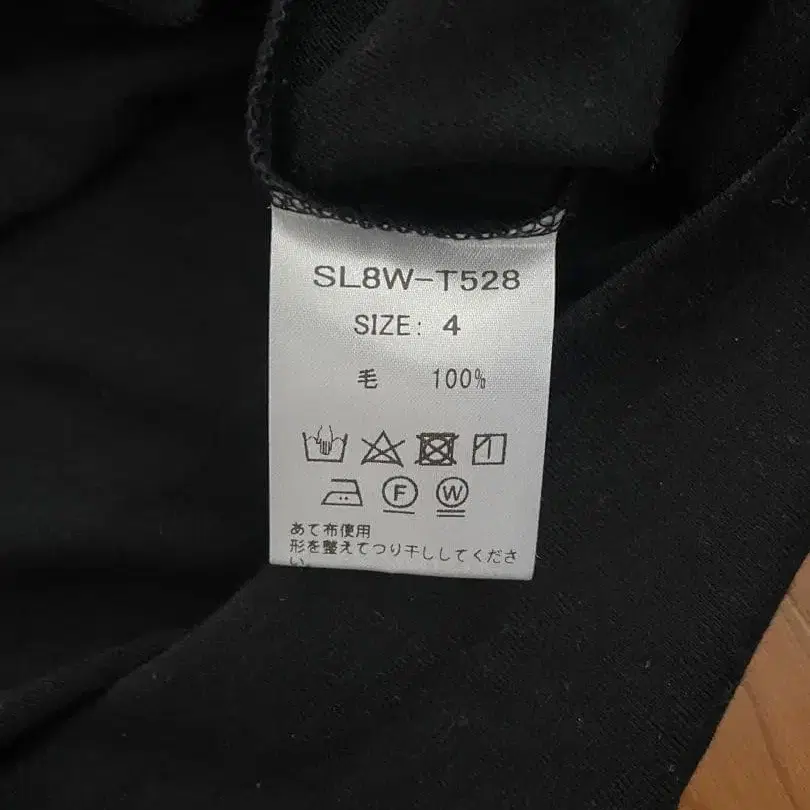 SL8W-T528
SIZE: 4
毛 100%
F W
あて布使用
形を整えてつり干ししてくださ
い。